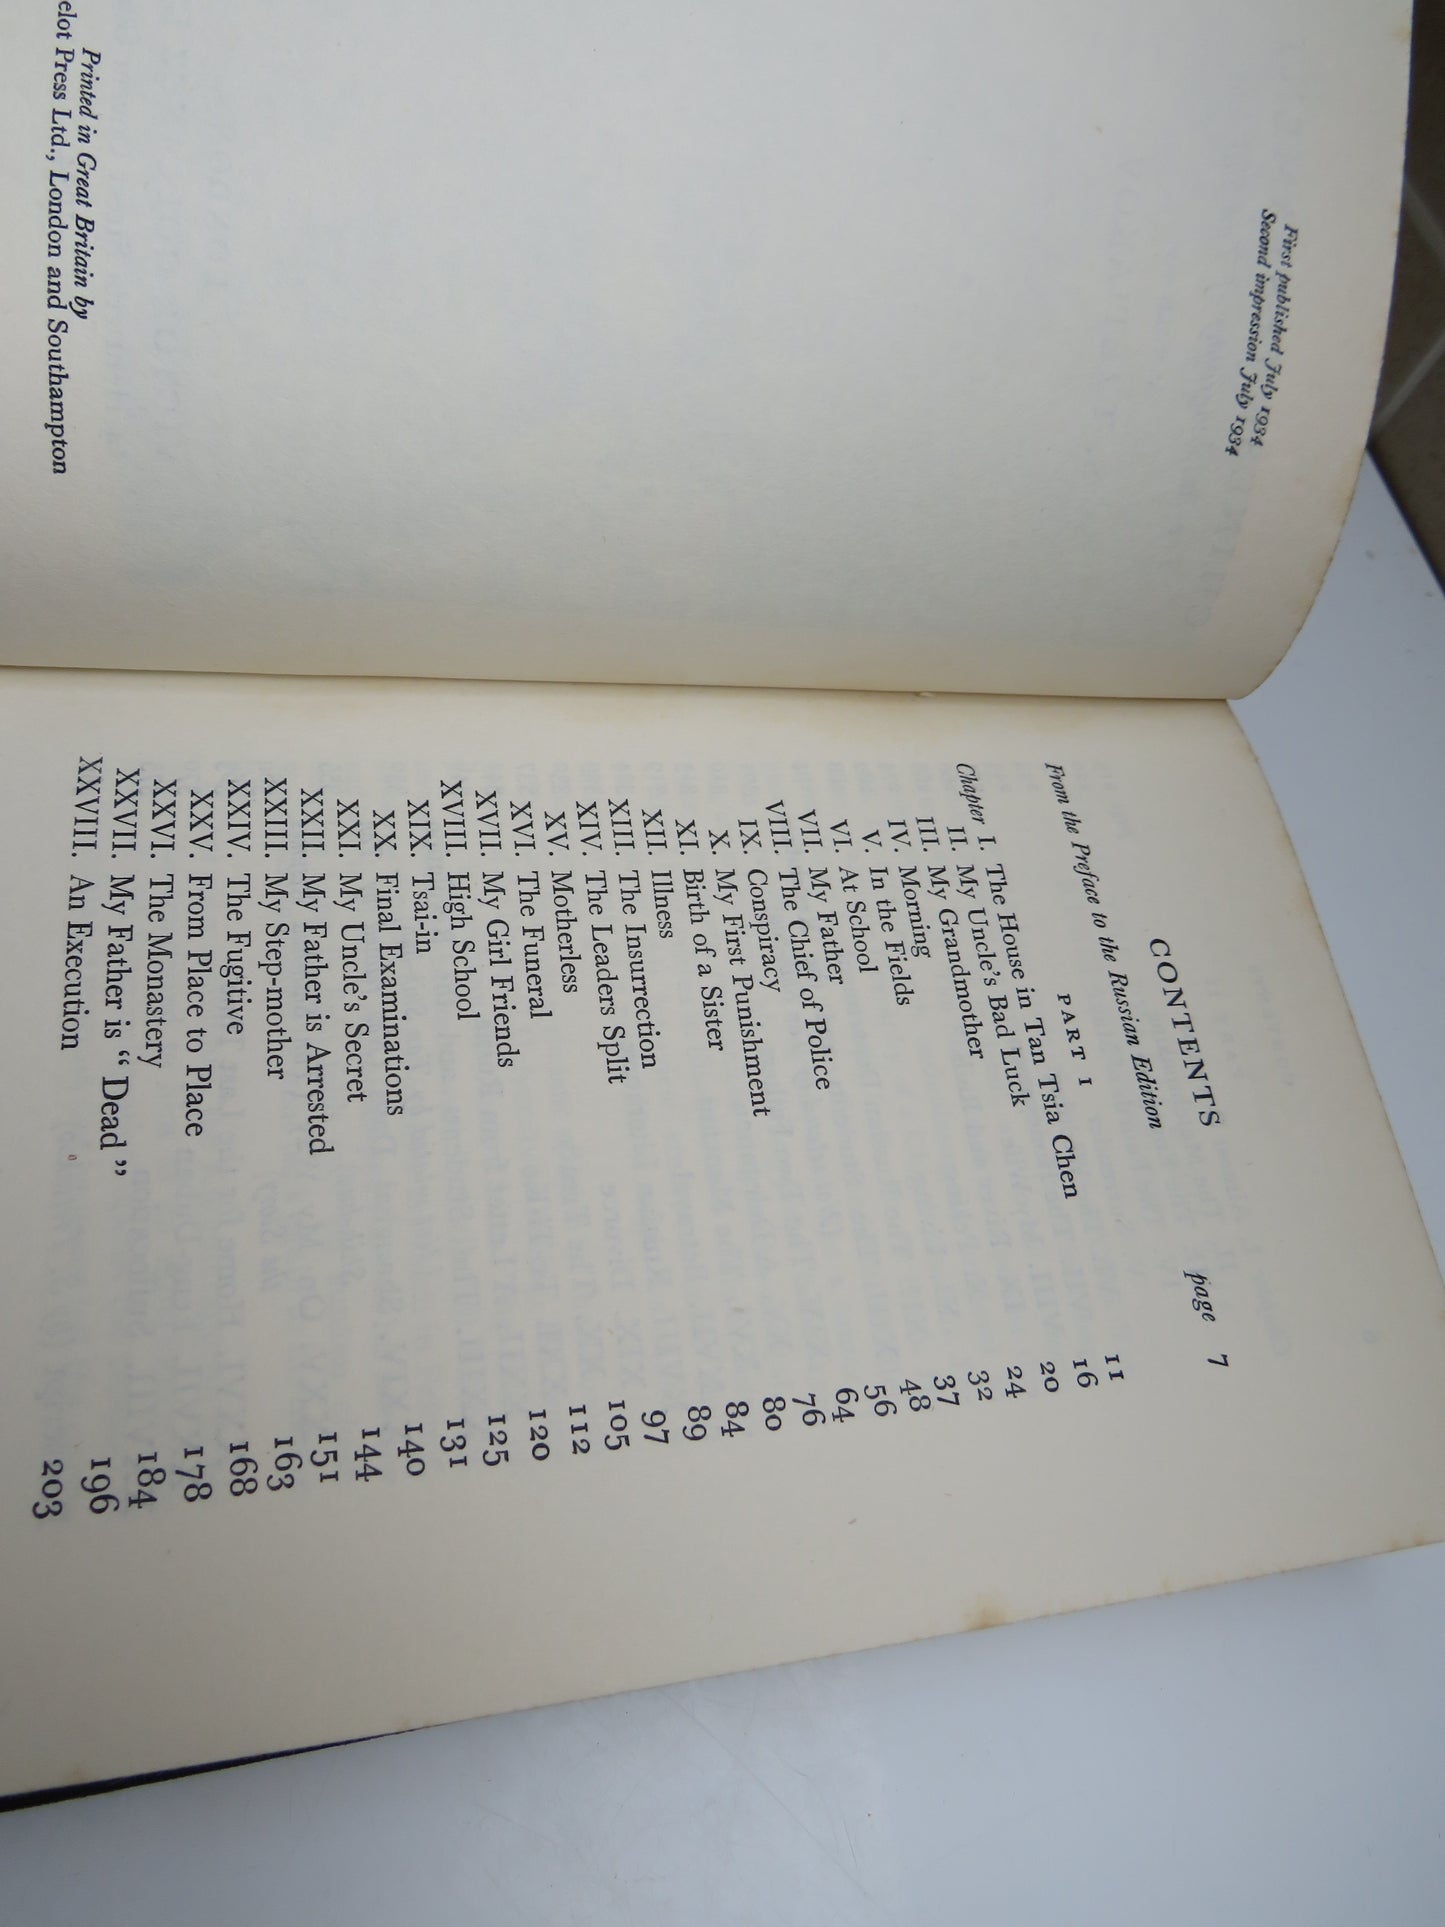 First published July 1934
Second impression July 1934
Printed in Great Britain by
Press Ltd., London and Southampton
CONTENTS
From the Preface to the Russian Edition page 7
PART I
Chapter I. The House in Tan Tsia Chen 11
II. My Uncle's Bad Luck 16
III. My Grandmother 20
IV. Morning 24
V. In the Fields 32
VI. At School 37
VII. My Father 48
VIII. The Chief of Police 56
IX. Conspiracy 64
X. My First Punishment 76
XI. Birth of a Sister 80
XII. Illness 84
XIII. The Insurrection 89
XIV. The Leaders Split 97
XV. Motherless 105
XVI. The Funeral 112
XVII. My Girl Friends 120
XVIII. High School 125
XIX. Tsai-in 131
XX. Final Examinations 140
XXI. My Uncle's Secret 144
XXII. My Father is Arrested 151
XXIII. My Step-mother 163
XXIV. The Fugitive 168
XXV. From Place to Place 178
XXVI. The Monastery 184
XXVII. My Father is “Dead” 196
XXVIII. An Execution 203